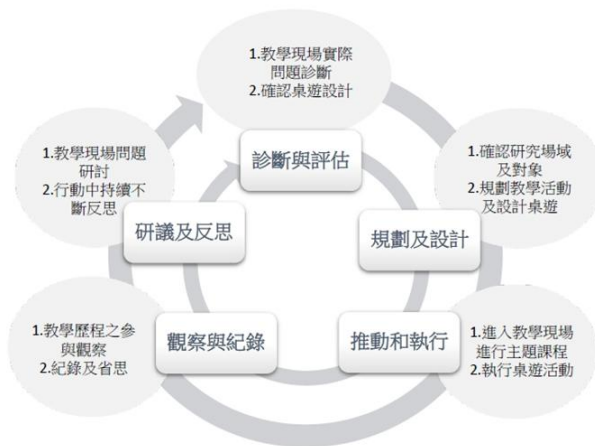 1.教學現場實際
問題診斷
2.確認桌遊設計
診斷與評估
1.確認研究場域
及對象
2.規劃教學活動
及設計桌遊
規劃及設計
1.進入教學現場
進行主題課程
2.執行桌遊活動
推動和執行
1.教學歷程之參
與觀察
2.紀錄及省思
觀察與紀錄
1.教學現場問題
研討
2.行動中持續不
斷反思
研議及反思